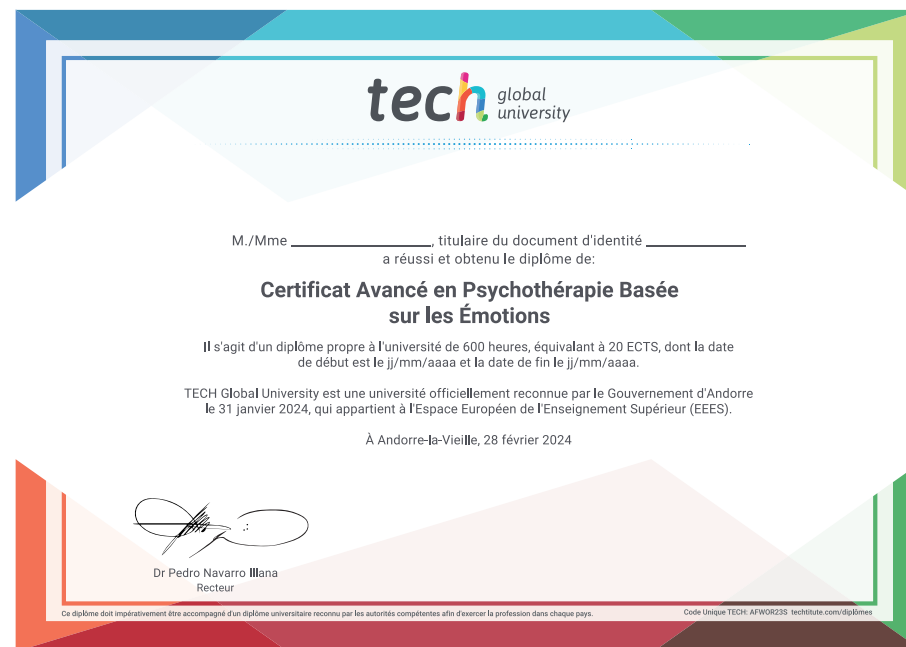 tech global university
M./Mme ________________, titulaire du document d'identité ____________
a réussi et obtenu le diplôme de:
Certificat Avancé en Psychothérapie Basée
sur les Émotions
Il s'agit d'un diplôme propre à l'université de 600 heures, équivalant à 20 ECTS, dont la date
de début est le jj/mm/aaaa et la date de fin le jj/mm/aaaa.
TECH Global University est une université officiellement reconnue par le Gouvernement d'Andorre
le 31 janvier 2024, qui appartient à l'Espace Européen de l'Enseignement Supérieur (EEES).
À Andorre-la-Vieille, 28 février 2024
Dr Pedro Navarro Illana
Recteur
Ce diplôme doit impérativement être accompagné d'un diplôme universitaire reconnu par les autorités compétentes afin d'exercer la profession dans chaque pays.
Code Unique TECH: AFWOR23S techtitute.com/diplômes